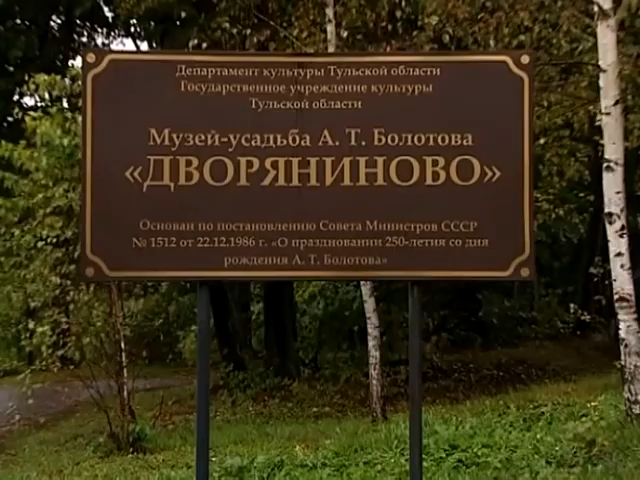 Департамент культуры Тульской области
Государственное учреждение культуры
Тульской области
Музей-усадьба А. Т. Болотова
«ДВОРЯНИНОВО»
Основан по постановлению Совета Министров СССР
№ 1512 от 22.12.1986 г. «О праздновании 250-летия со дня
рождения А. Т. Болотова»